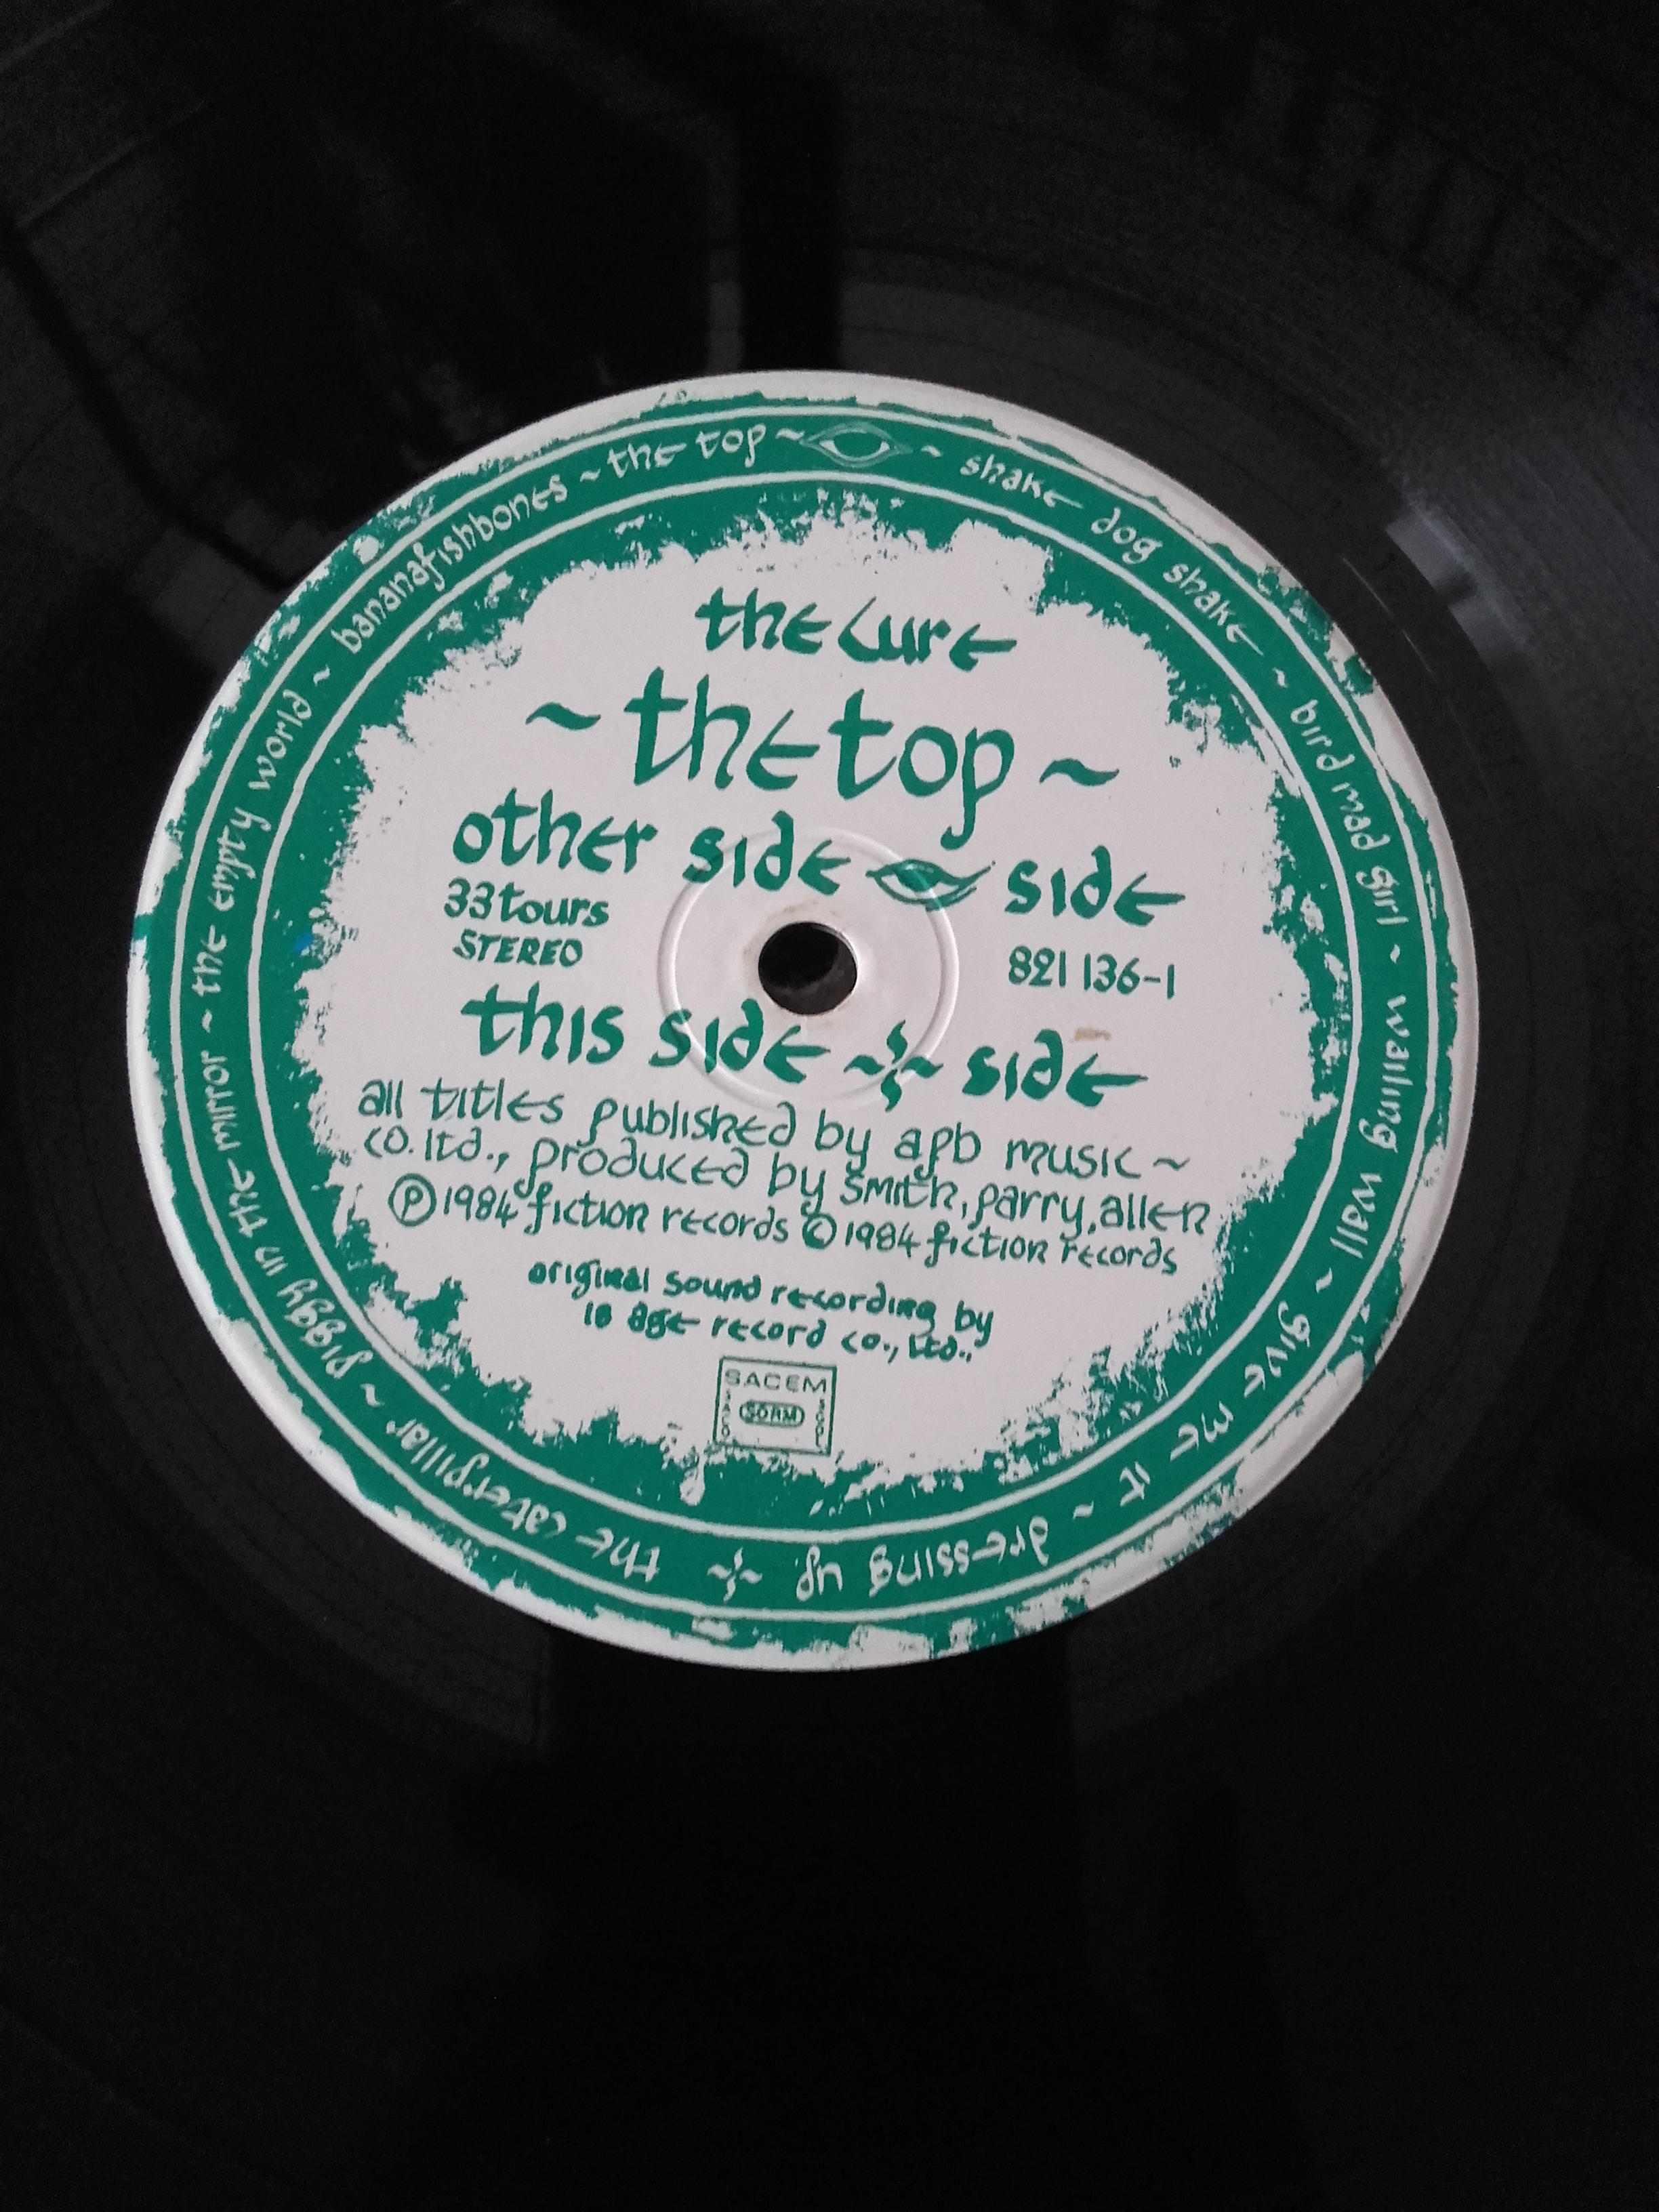 the cure
~ the top ~
other side side
33 tours
STEREO
821 136-1
this side ~ ~ side
all titles published by apb music ~
co. ltd., produced by smith, parry, allen
℗ 1984 fiction records © 1984 fiction records
original sound recording by
18 age record co., ltd.,
SACEM
SDRM
~ shake dog shake ~ bird mad girl ~ wailing wall ~ give me it ~ dressing up
~ ~ the caterpillar ~ piggy in the mirror ~ the empty world ~ bananafishbones ~ the top ~